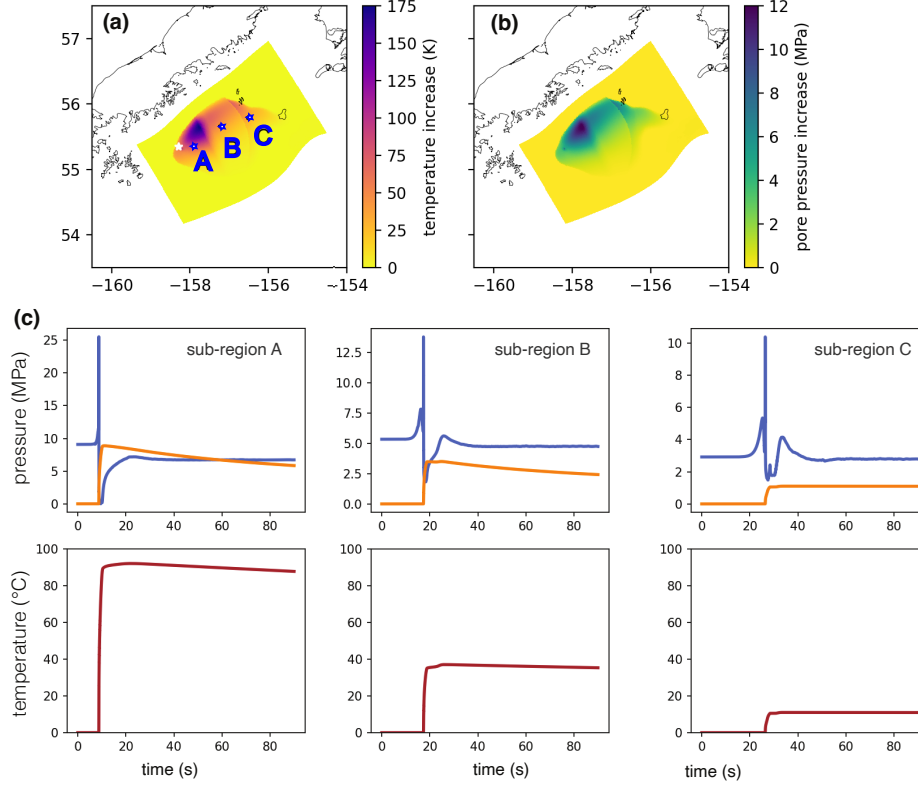 (a)
57
56
55
54
−160
−158
−156
−154
A
B
C
175
150
125
100
75
50
25
0
temperature increase (K)
(b)
−160
−158
−156
−154
12
10
8
6
4
2
0
pore pressure increase (MPa)
(c)
pressure (MPa)
25
20
15
10
5
0
sub-region A
0 20 40 60 80
12.5
10.0
7.5
5.0
2.5
0.0
sub-region B
0 20 40 60 80
10
8
6
4
2
0
sub-region C
0 20 40 60 80
temperature (°C)
100
80
60
40
20
0
0 20 40 60 80
time (s)
100
80
60
40
20
0
0 20 40 60 80
time (s)
100
80
60
40
20
0
0 20 40 60 80
time (s)